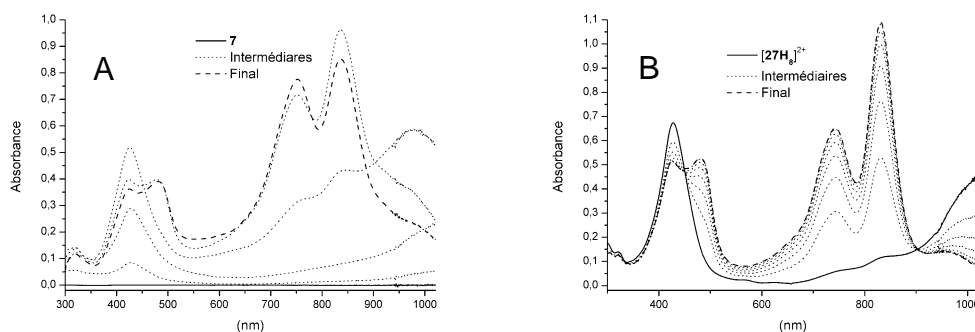 1,0
0,9
0,8
0,7
0,6
0,5
0,4
0,3
0,2
0,1
0,0
Absorbance
A
7
Intermédiares
Final
300 400 500 600 700 800 900 1000
(nm)
1,1
1,0
0,9
0,8
0,7
0,6
0,5
0,4
0,3
0,2
0,1
0,0
Absorbance
B
[27H8]2+
Intermédiaires
Final
400 600 800 1000
(nm)